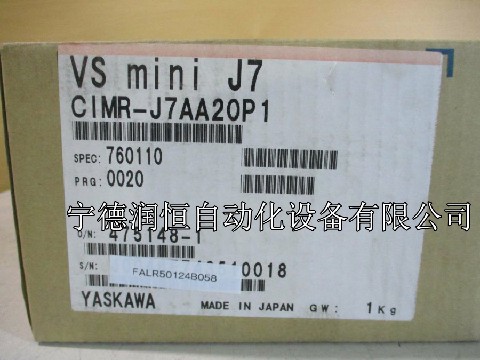 VS mini J7
CIMR-J7AA20P1
SPEC: 760110
PRG: 0020
宁德润恒自动化设备有限公司
O/N: 475148-1
S/N: 0018
FALR50124B058
YASKAWA MADE IN JAPAN GW: 1Kg